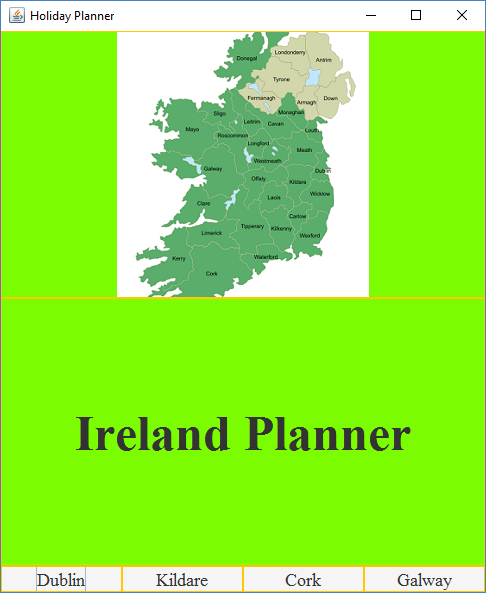 Holiday Planner
Donegal
Londonderry
Antrim
Tyrone
Fermanagh
Armagh
Down
Monaghan
Sligo
Leitrim
Cavan
Louth
Mayo
Roscommon
Longford
Meath
Westmeath
Galway
Dublin
Offaly
Kildare
Wicklow
Laois
Clare
Carlow
Tipperary
Kilkenny
Limerick
Wexford
Waterford
Kerry
Cork
Ireland Planner
Dublin Kildare Cork Galway